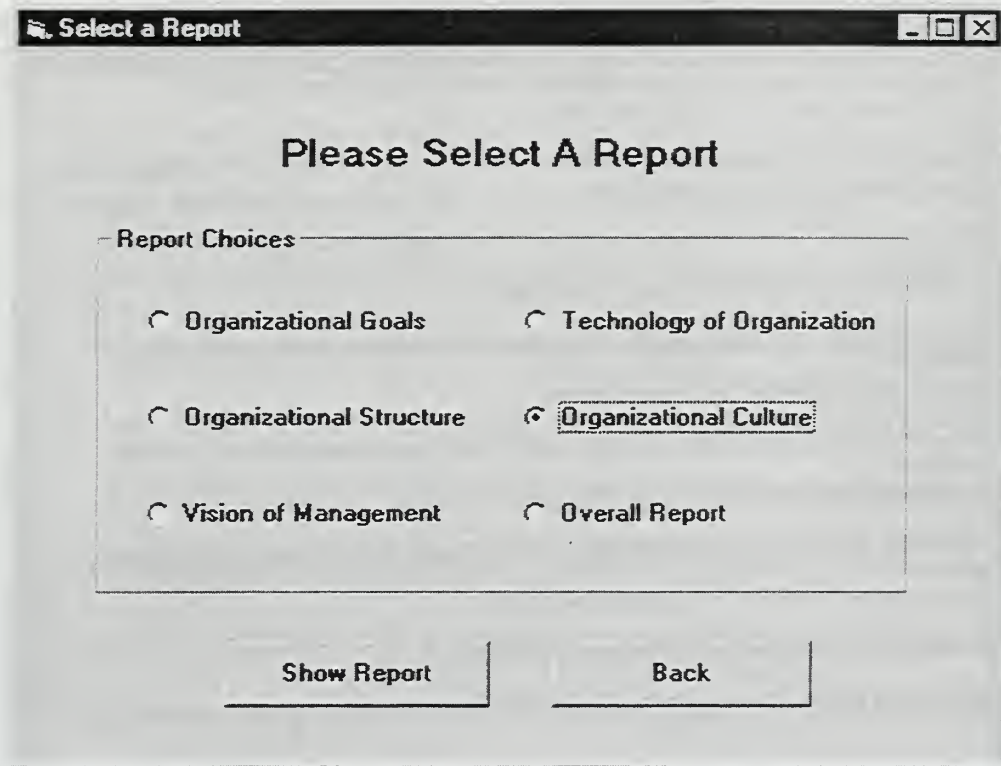 Select a Report
Please Select A Report
Report Choices
Organizational Goals
Technology of Organization
Organizational Structure
Organizational Culture
Vision of Management
Overall Report
Show Report
Back